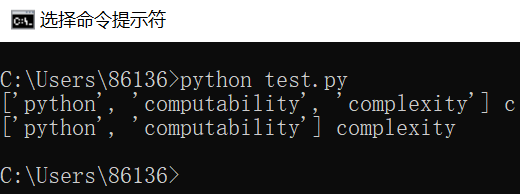 选择命令提示符
C:\Users\86136>python test.py
['python', 'computability', 'complexity'] c
['python', 'computability'] complexity
C:\Users\86136>